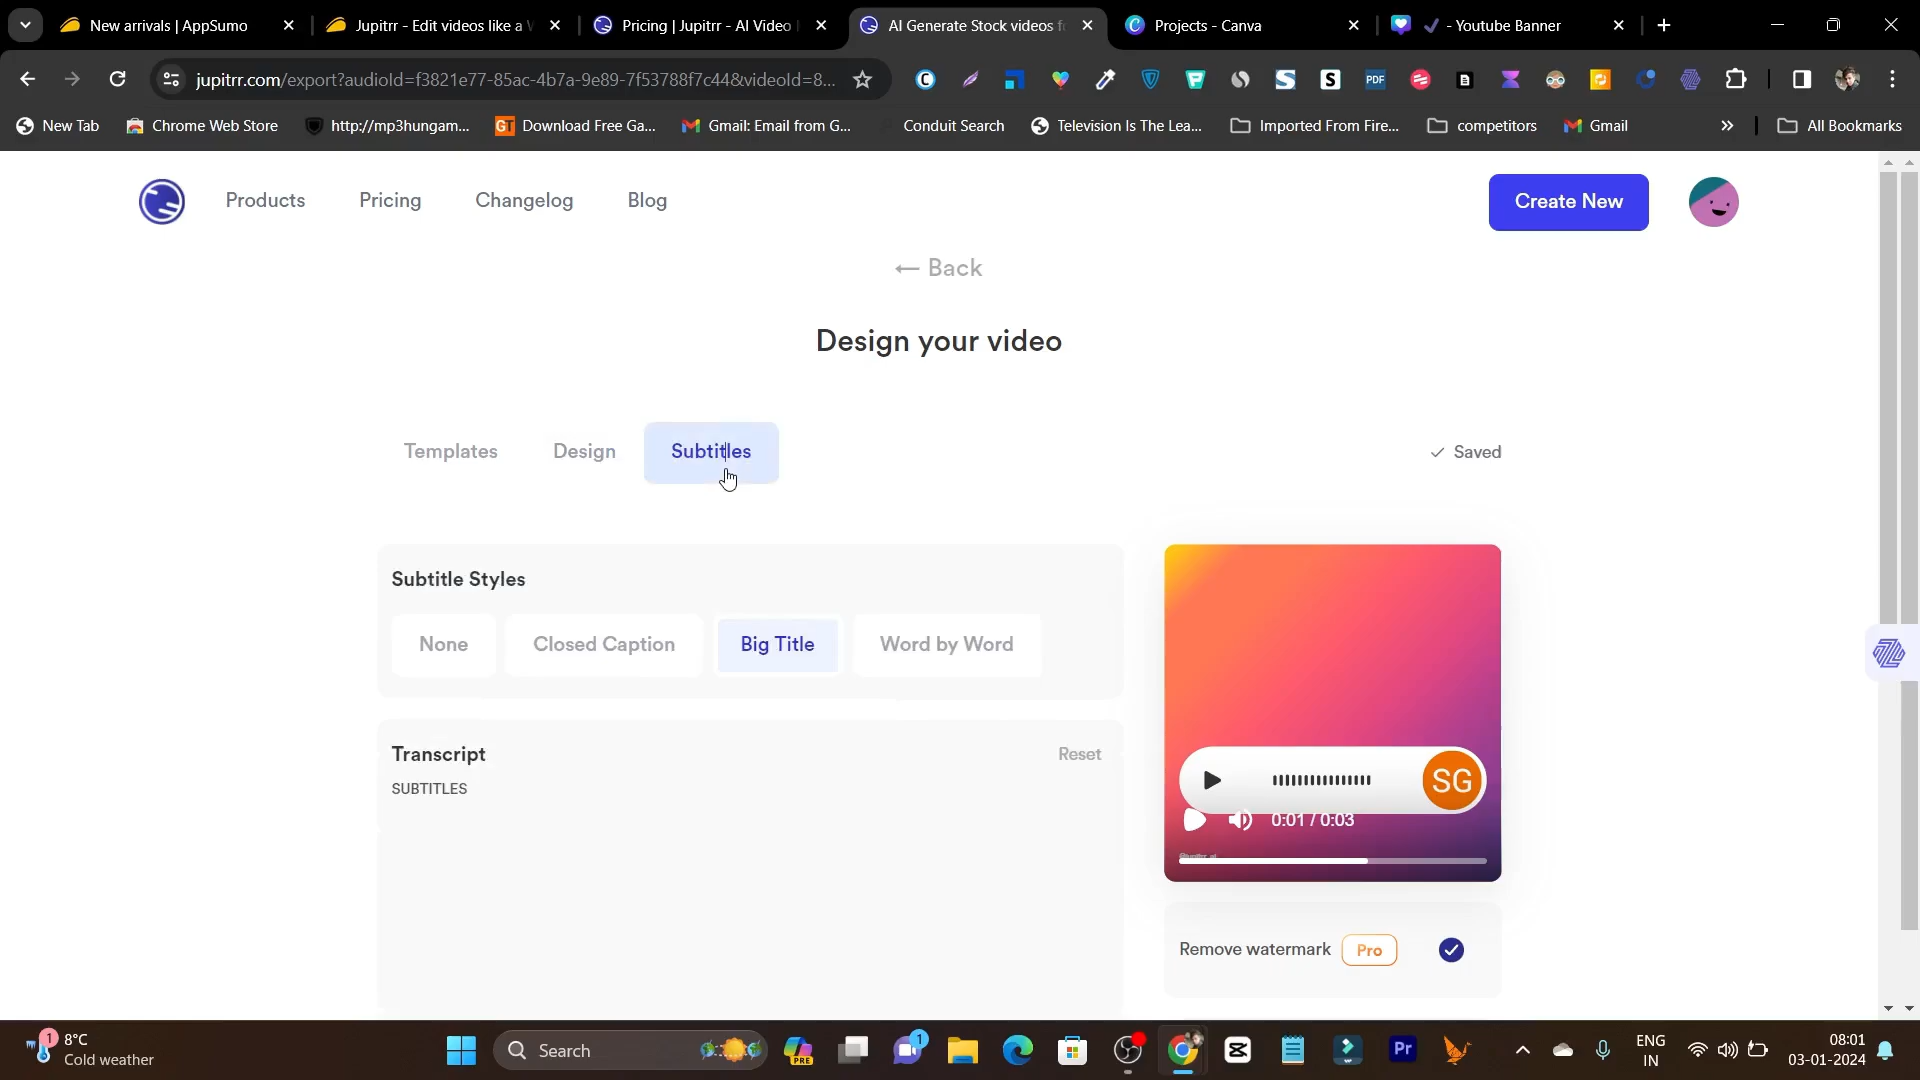 New arrivals | AppSumo
Jupitrr - Edit videos like a W
Pricing | Jupitrr - AI Video
AI Generate Stock videos f
Projects - Canva
- Youtube Banner
jupitrr.com/export?audioId=f3821e77-85ac-4b7a-9e89-7f53788f7c44&videoId=8...
New Tab
Chrome Web Store
http://mp3hungam...
Download Free Ga...
Gmail: Email from G...
Conduit Search
Television Is The Lea...
Imported From Fire...
competitors
Gmail
All Bookmarks
Products
Pricing
Changelog
Blog
Create New
← Back
Design your video
Templates
Design
Subtitles
✓ Saved
Subtitle Styles
None
Closed Caption
Big Title
Word by Word
Transcript
Reset
SUBTITLES
SG
0:01 / 0:03
Remove watermark
Pro
1
8°C
Cold weather
Search
PRE
1
Pr
ENG
IN
08:01
03-01-2024